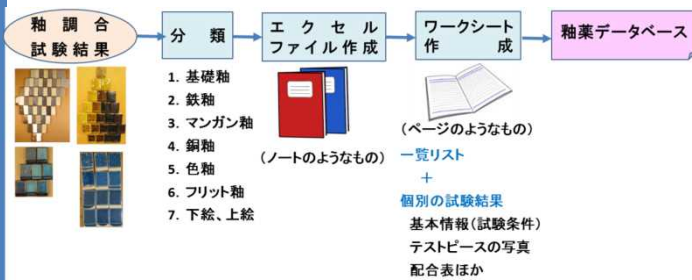 釉調合
試験結果
分　類
エクセル
ファイル作成
ワークシート
作　成
釉薬データベース
1. 基礎釉
2. 鉄釉
3. マンガン釉
4. 銅釉
5. 色釉
6. フリット釉
7. 下絵、上絵
(ノートのようなもの)
(ページのようなもの)
一覧リスト
+
個別の試験結果
基本情報(試験条件)
テストピースの写真
配合表ほか